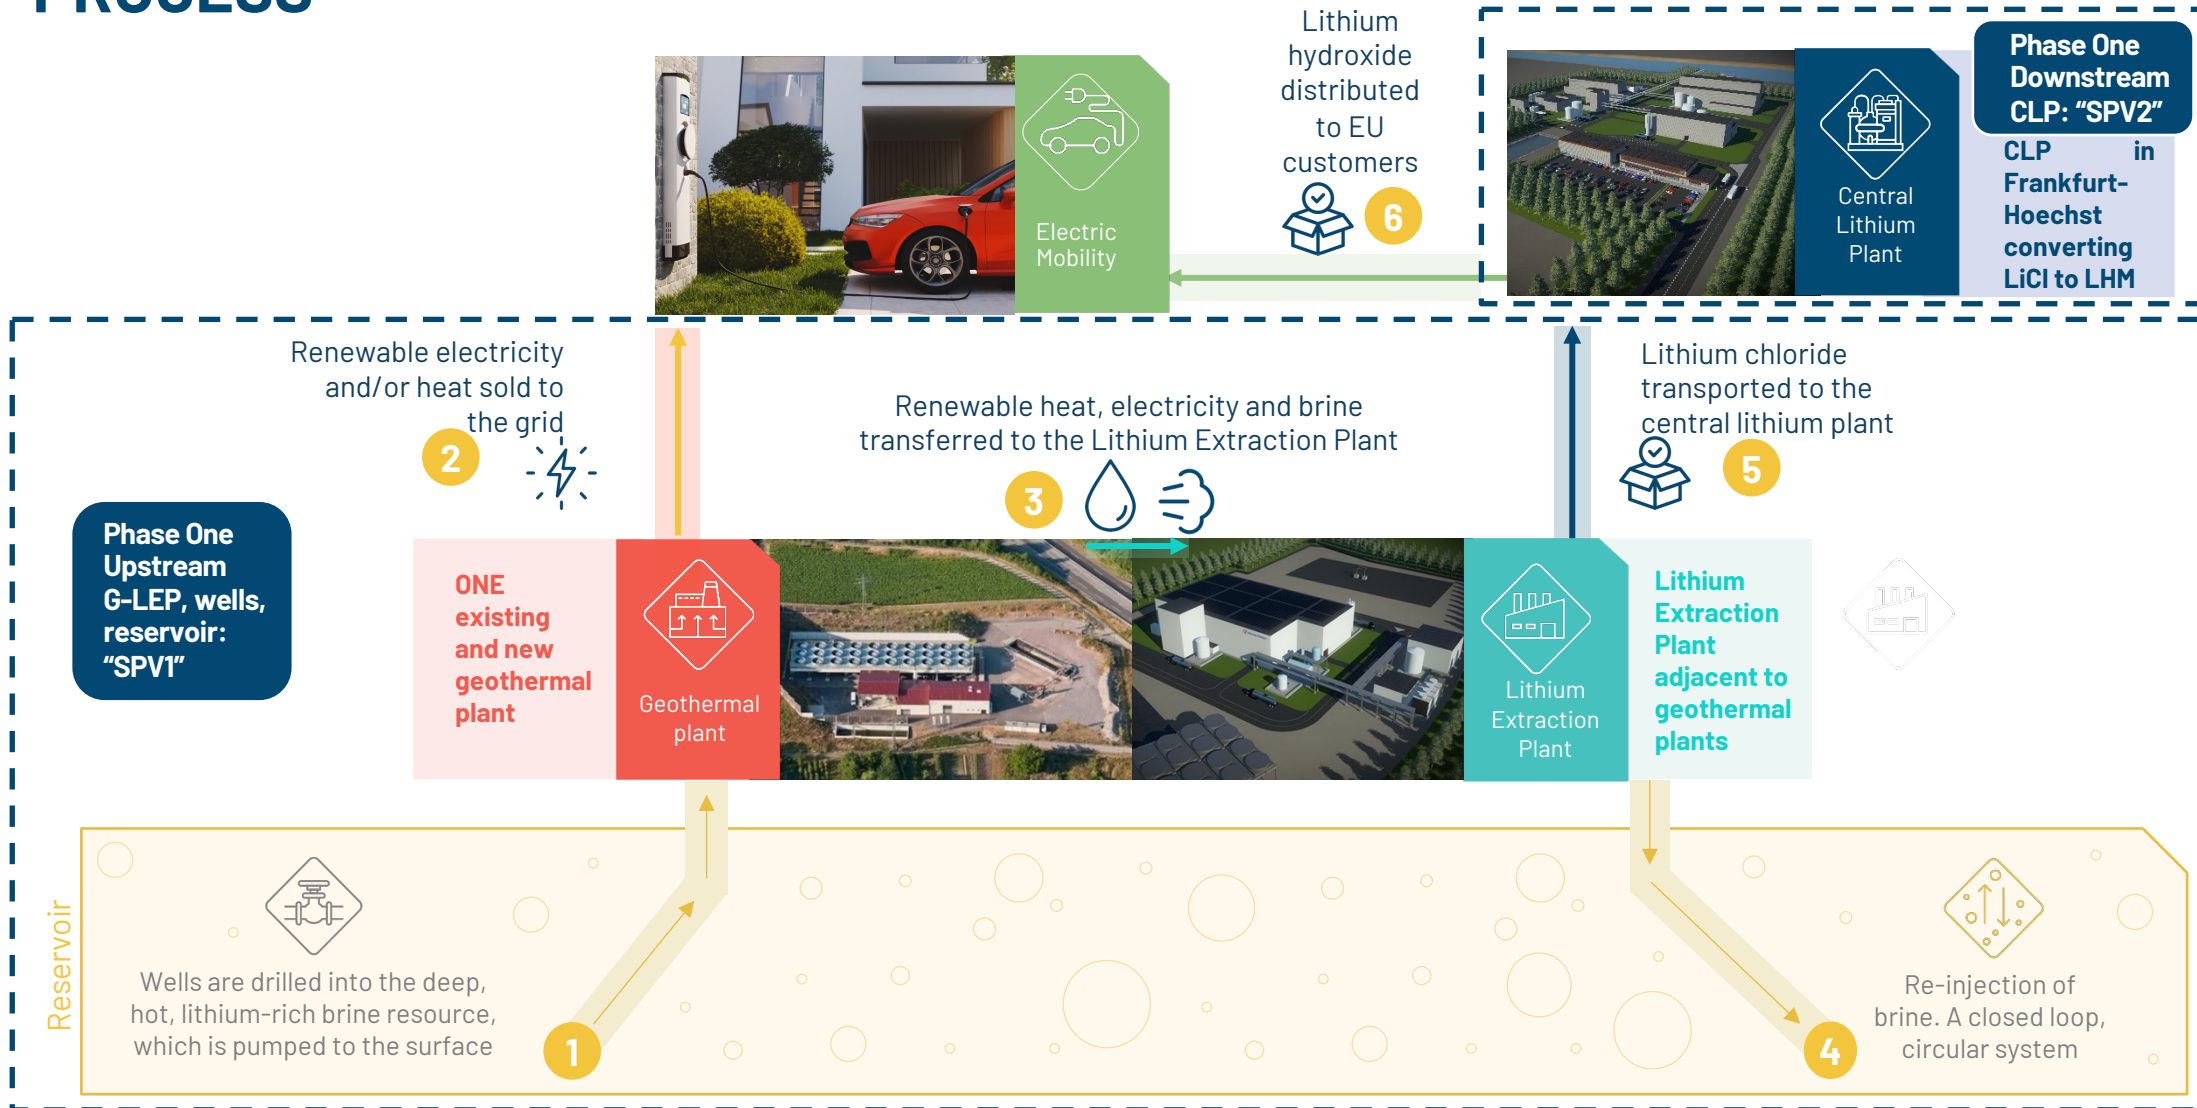 PROCESS
Lithium
hydroxide
distributed
to EU
customers
6
Electric
Mobility
Central
Lithium
Plant
Phase One
Downstream
CLP: “SPV2”
CLP in
Frankfurt-
Hoechst
converting
LiCl to LHM
Renewable electricity
and/or heat sold to
the grid
2
Renewable heat, electricity and brine
transferred to the Lithium Extraction Plant
3
Lithium chloride
transported to the
central lithium plant
5
Phase One
Upstream
G-LEP, wells,
reservoir:
“SPV1”
ONE
existing
and new
geothermal
plant
Geothermal
plant
Lithium
Extraction
Plant
Lithium
Extraction
Plant
adjacent to
geothermal
plants
Reservoir
Wells are drilled into the deep,
hot, lithium-rich brine resource,
which is pumped to the surface
1
4
Re-injection of
brine. A closed loop,
circular system